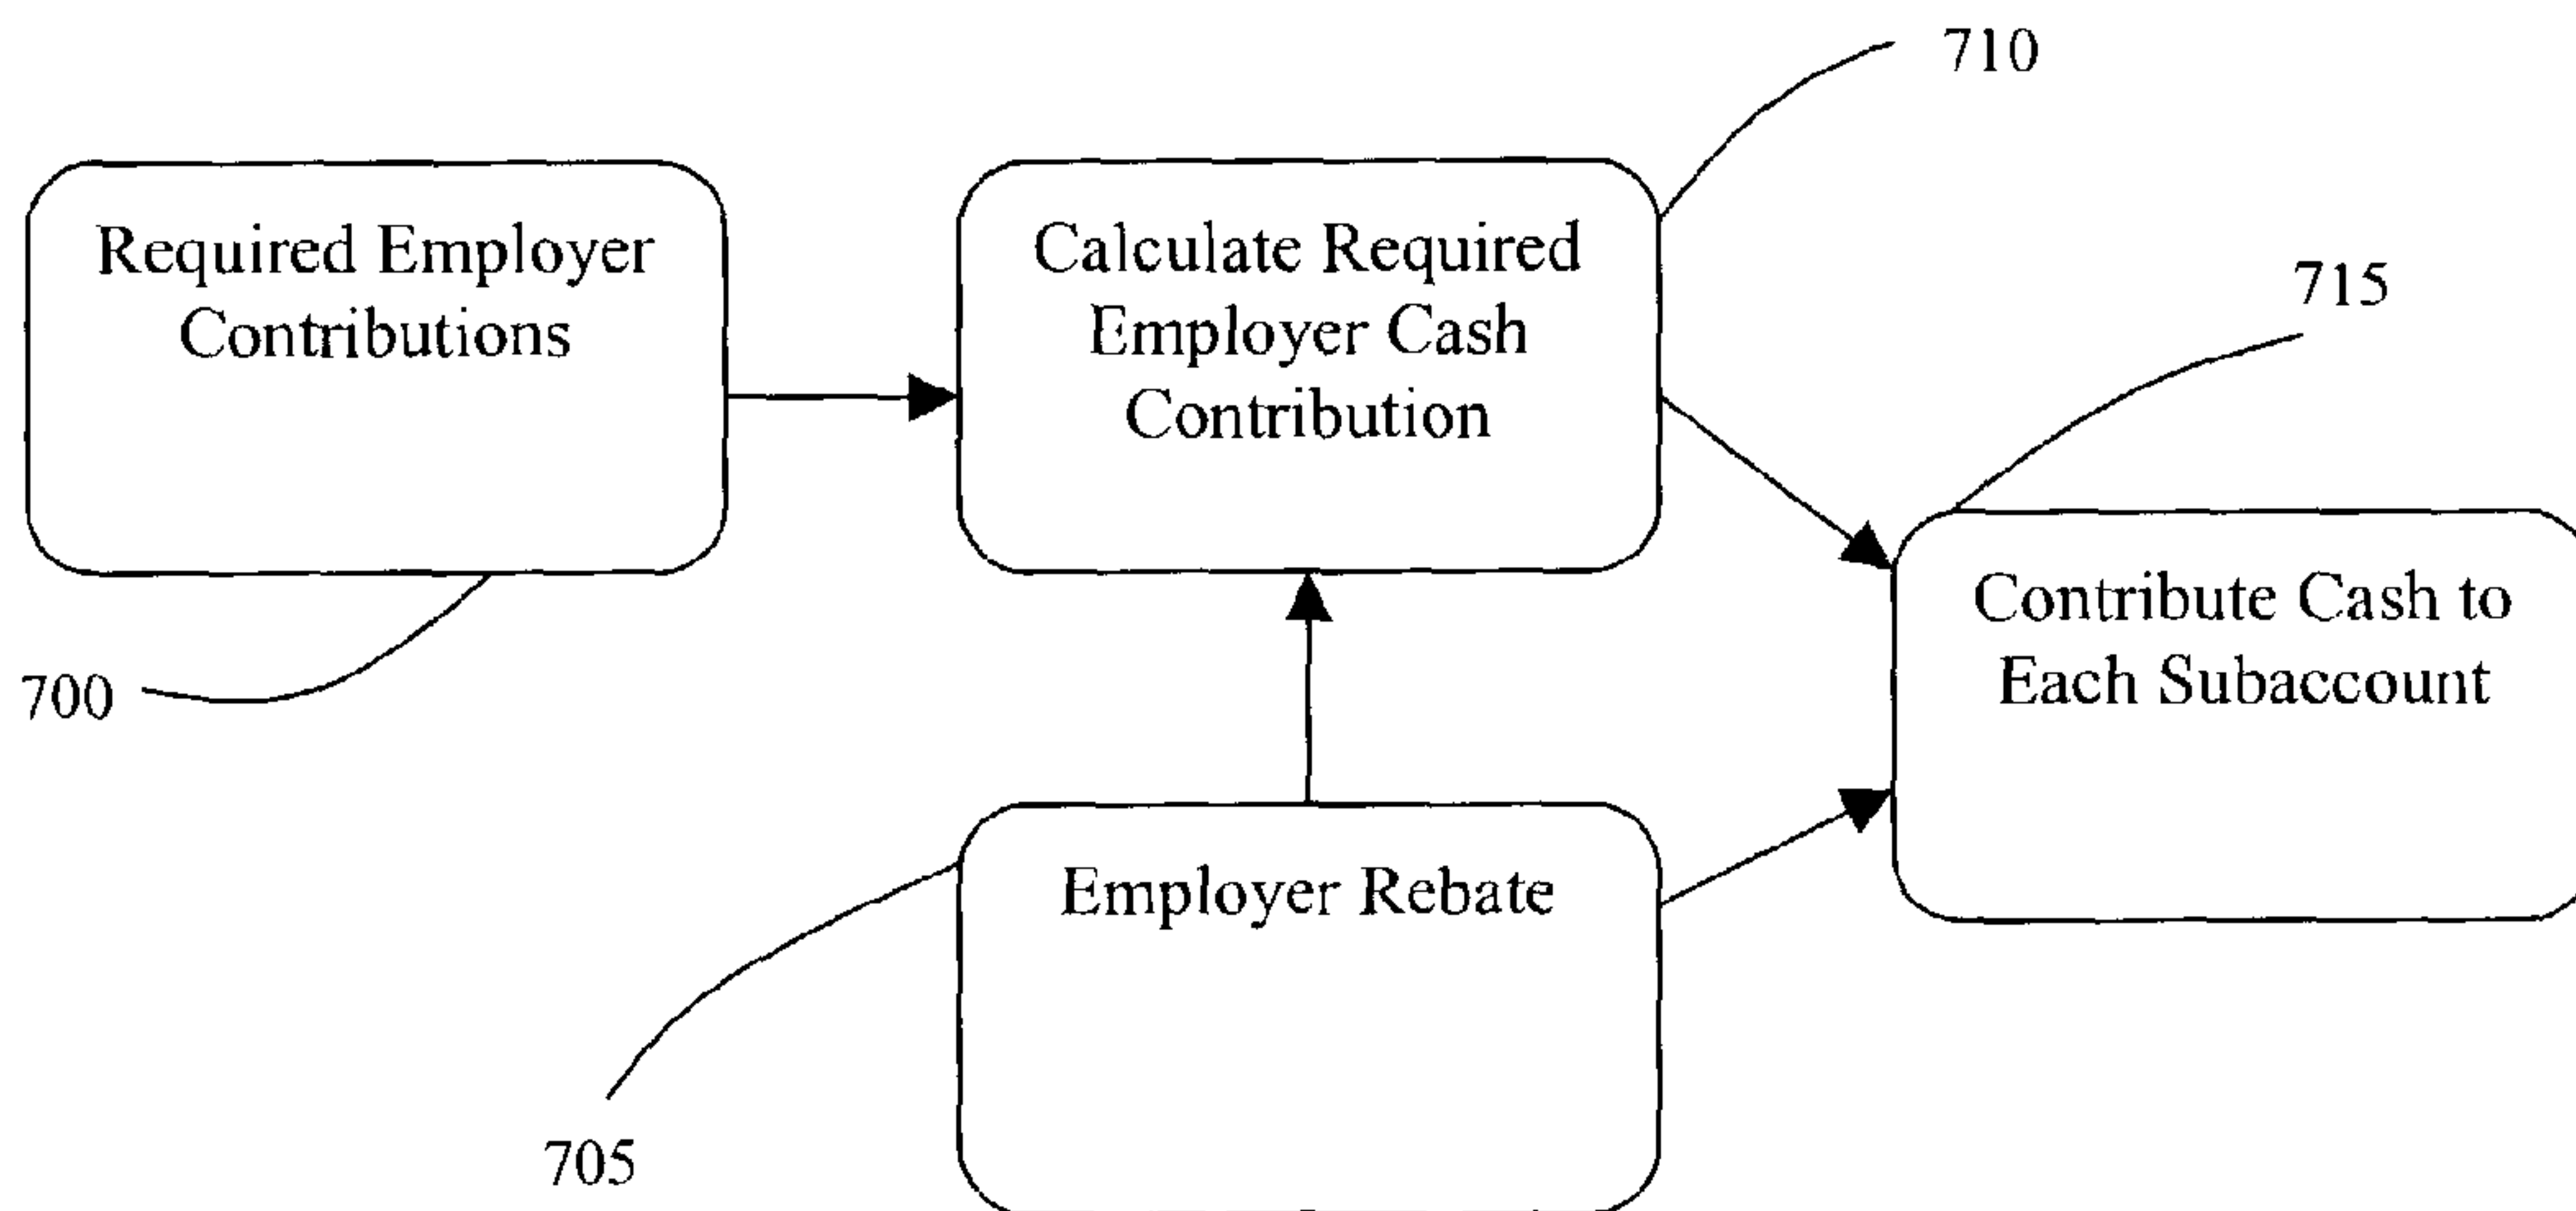 710
Required Employer
Contributions
Calculate Required
Employer Cash
Contribution
715
Contribute Cash to
Each Subaccount
700
Employer Rebate
705